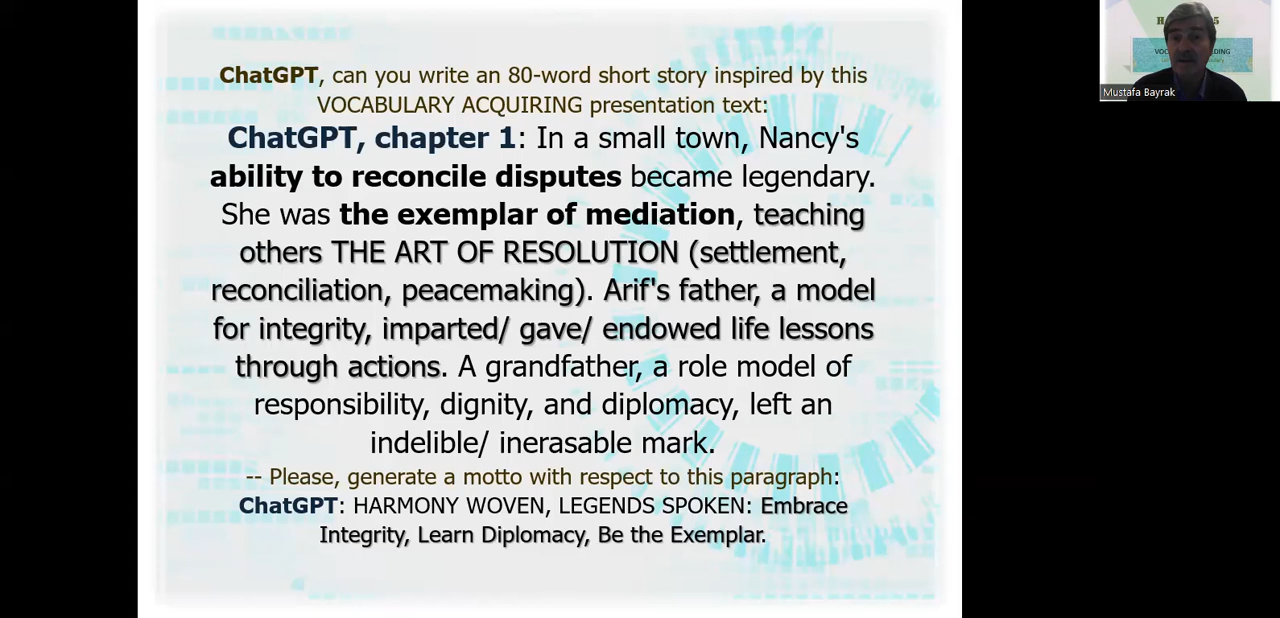 ChatGPT, can you write an 80-word short story inspired by this
VOCABULARY ACQUIRING presentation text:
ChatGPT, chapter 1: In a small town, Nancy's
ability to reconcile disputes became legendary.
She was the exemplar of mediation, teaching
others THE ART OF RESOLUTION (settlement,
reconciliation, peacemaking). Arif's father, a model
for integrity, imparted/ gave/ endowed life lessons
through actions. A grandfather, a role model of
responsibility, dignity, and diplomacy, left an
indelible/ inerasable mark.
-- Please, generate a motto with respect to this paragraph:
ChatGPT: HARMONY WOVEN, LEGENDS SPOKEN: Embrace
Integrity, Learn Diplomacy, Be the Exemplar.
Mustafa Bayrak